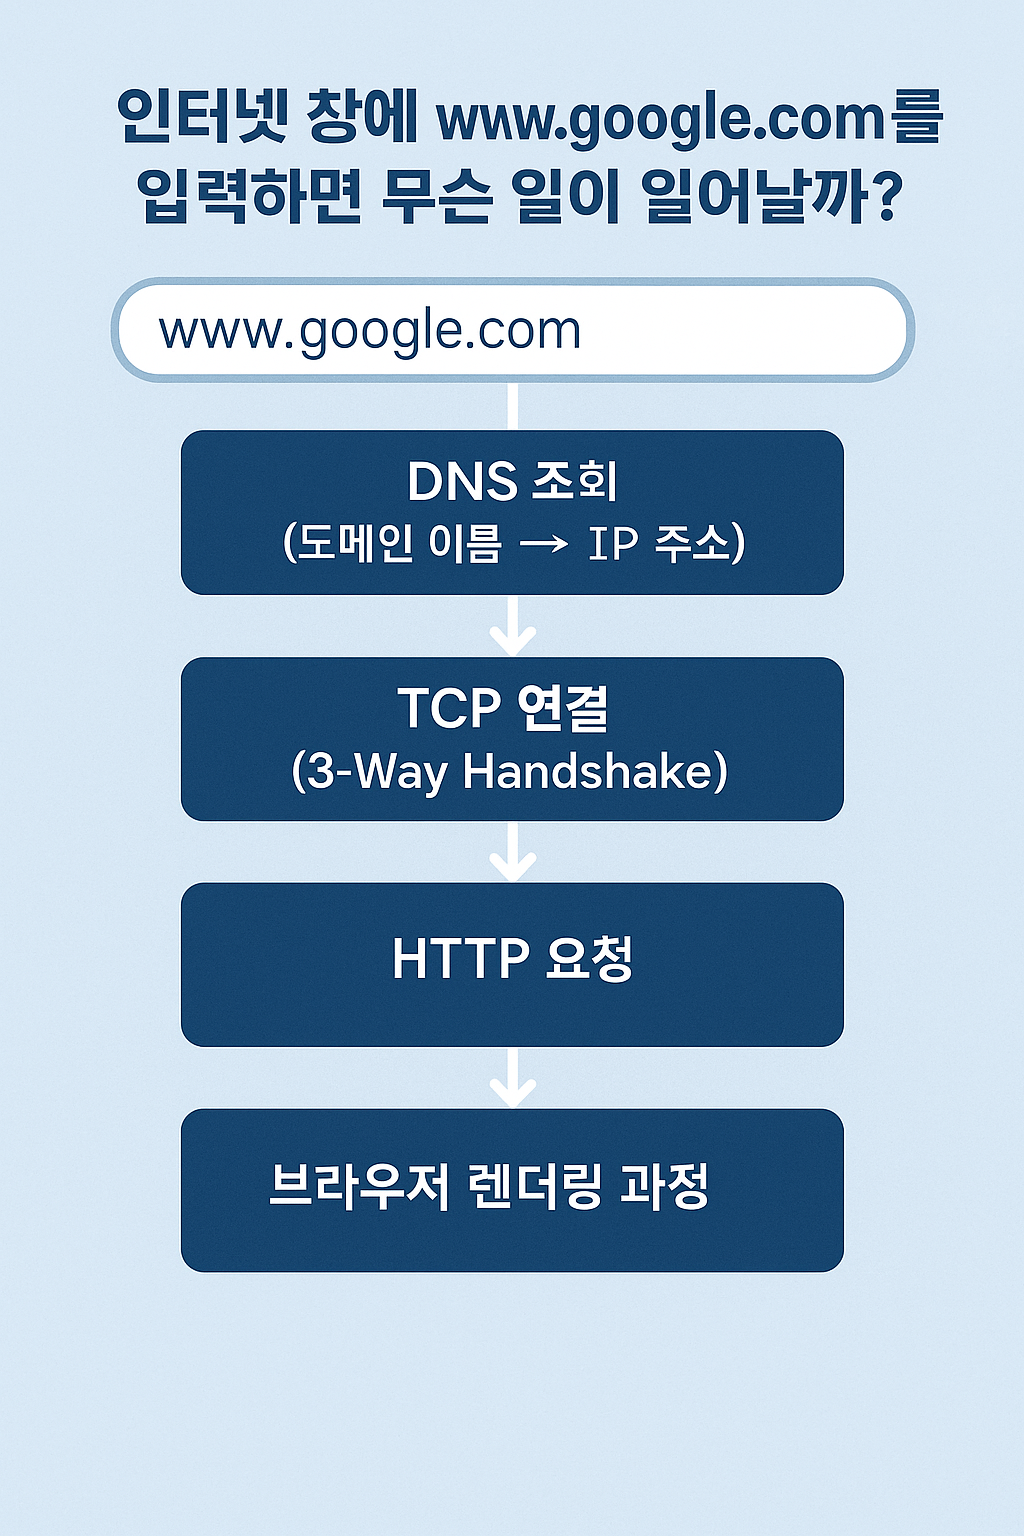 인터넷 창에 www.google.com를
입력하면 무슨 일이 일어날까?
www.google.com
DNS 조회
(도메인 이름 → IP 주소)
TCP 연결
(3-Way Handshake)
HTTP 요청
브라우저 렌더링 과정